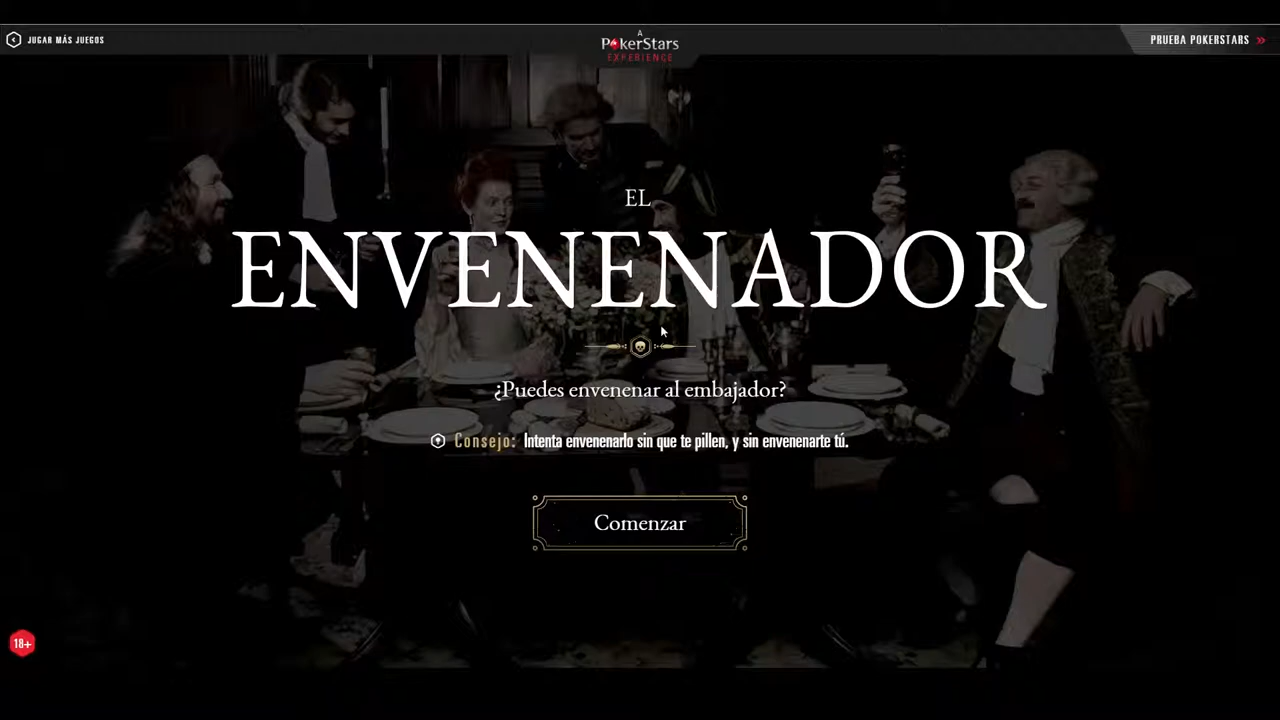 JUGAR MÁS JUEGOS
A
PokerStars
EXPERIENCE
PRUEBA POKERSTARS
EL
ENVENENADOR
¿Puedes envenenar al embajador?
Consejo: Intenta envenenarlo sin que te pillen, y sin envenenarte tú.
Comenzar
18+